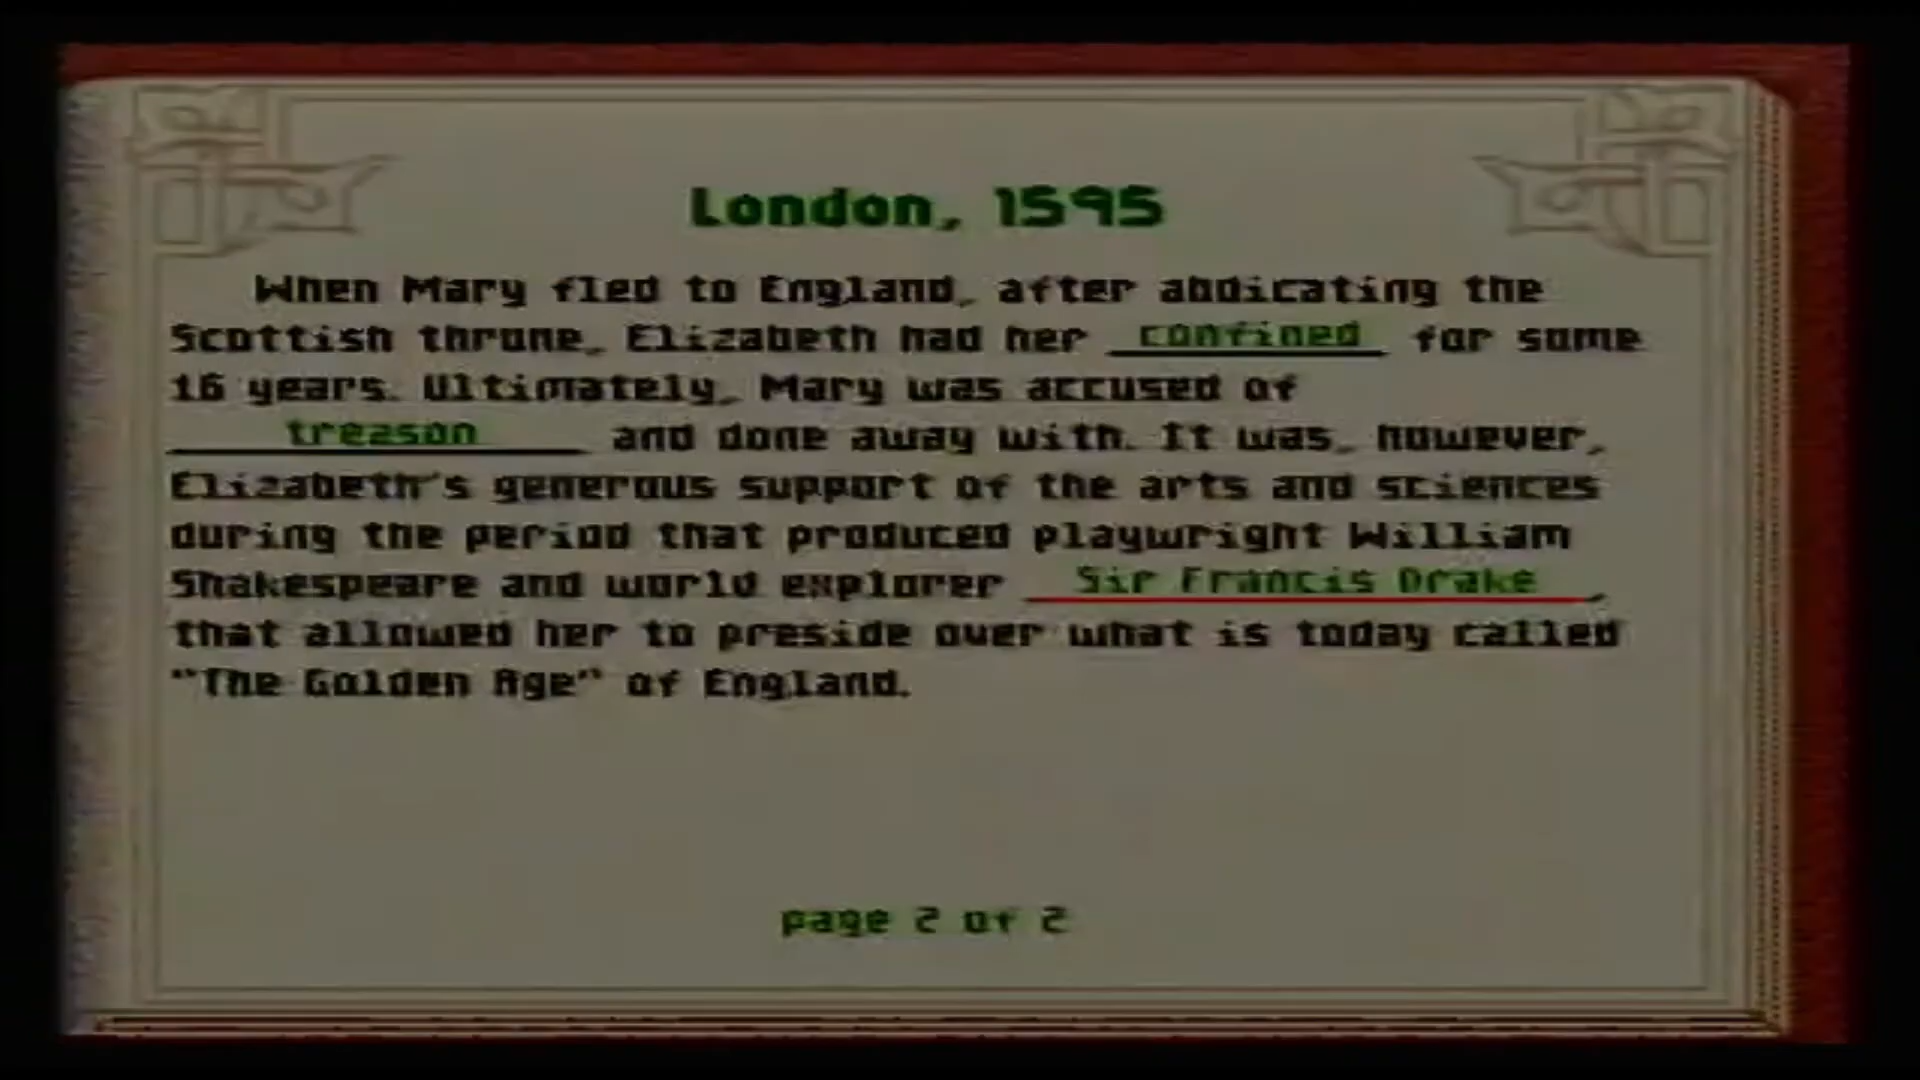 London, 1595
When Mary fled to England, after abdicating the
Scottish throne, Elizabeth had her confined for some
16 years. Ultimately, Mary was accused of
treason and done away with. It was, however,
Elizabeth's generous support of the arts and sciences
during the period that produced playwright William
Shakespeare and world explorer Sir Francis Drake,
that allowed her to preside over what is today called
"The Golden Age" of England.
page 2 of 2